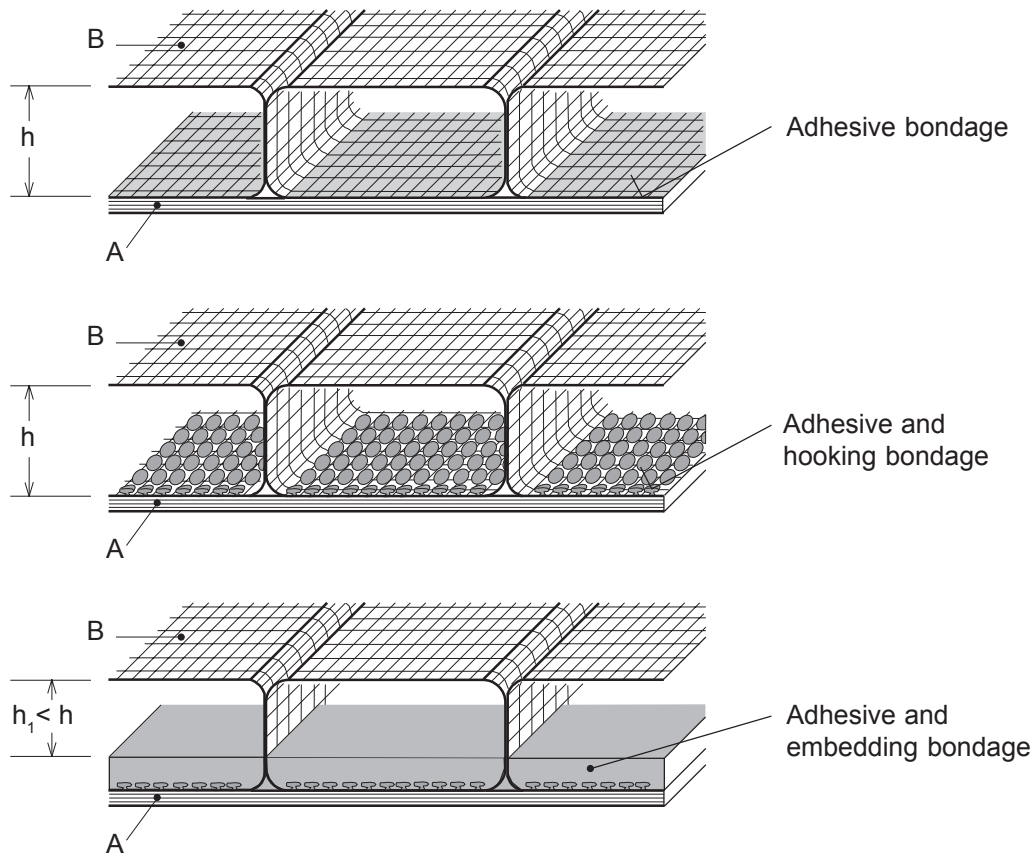 B
h
Adhesive bondage
A
B
h
Adhesive and
hooking bondage
A
B
h₁< h
Adhesive and
embedding bondage
A